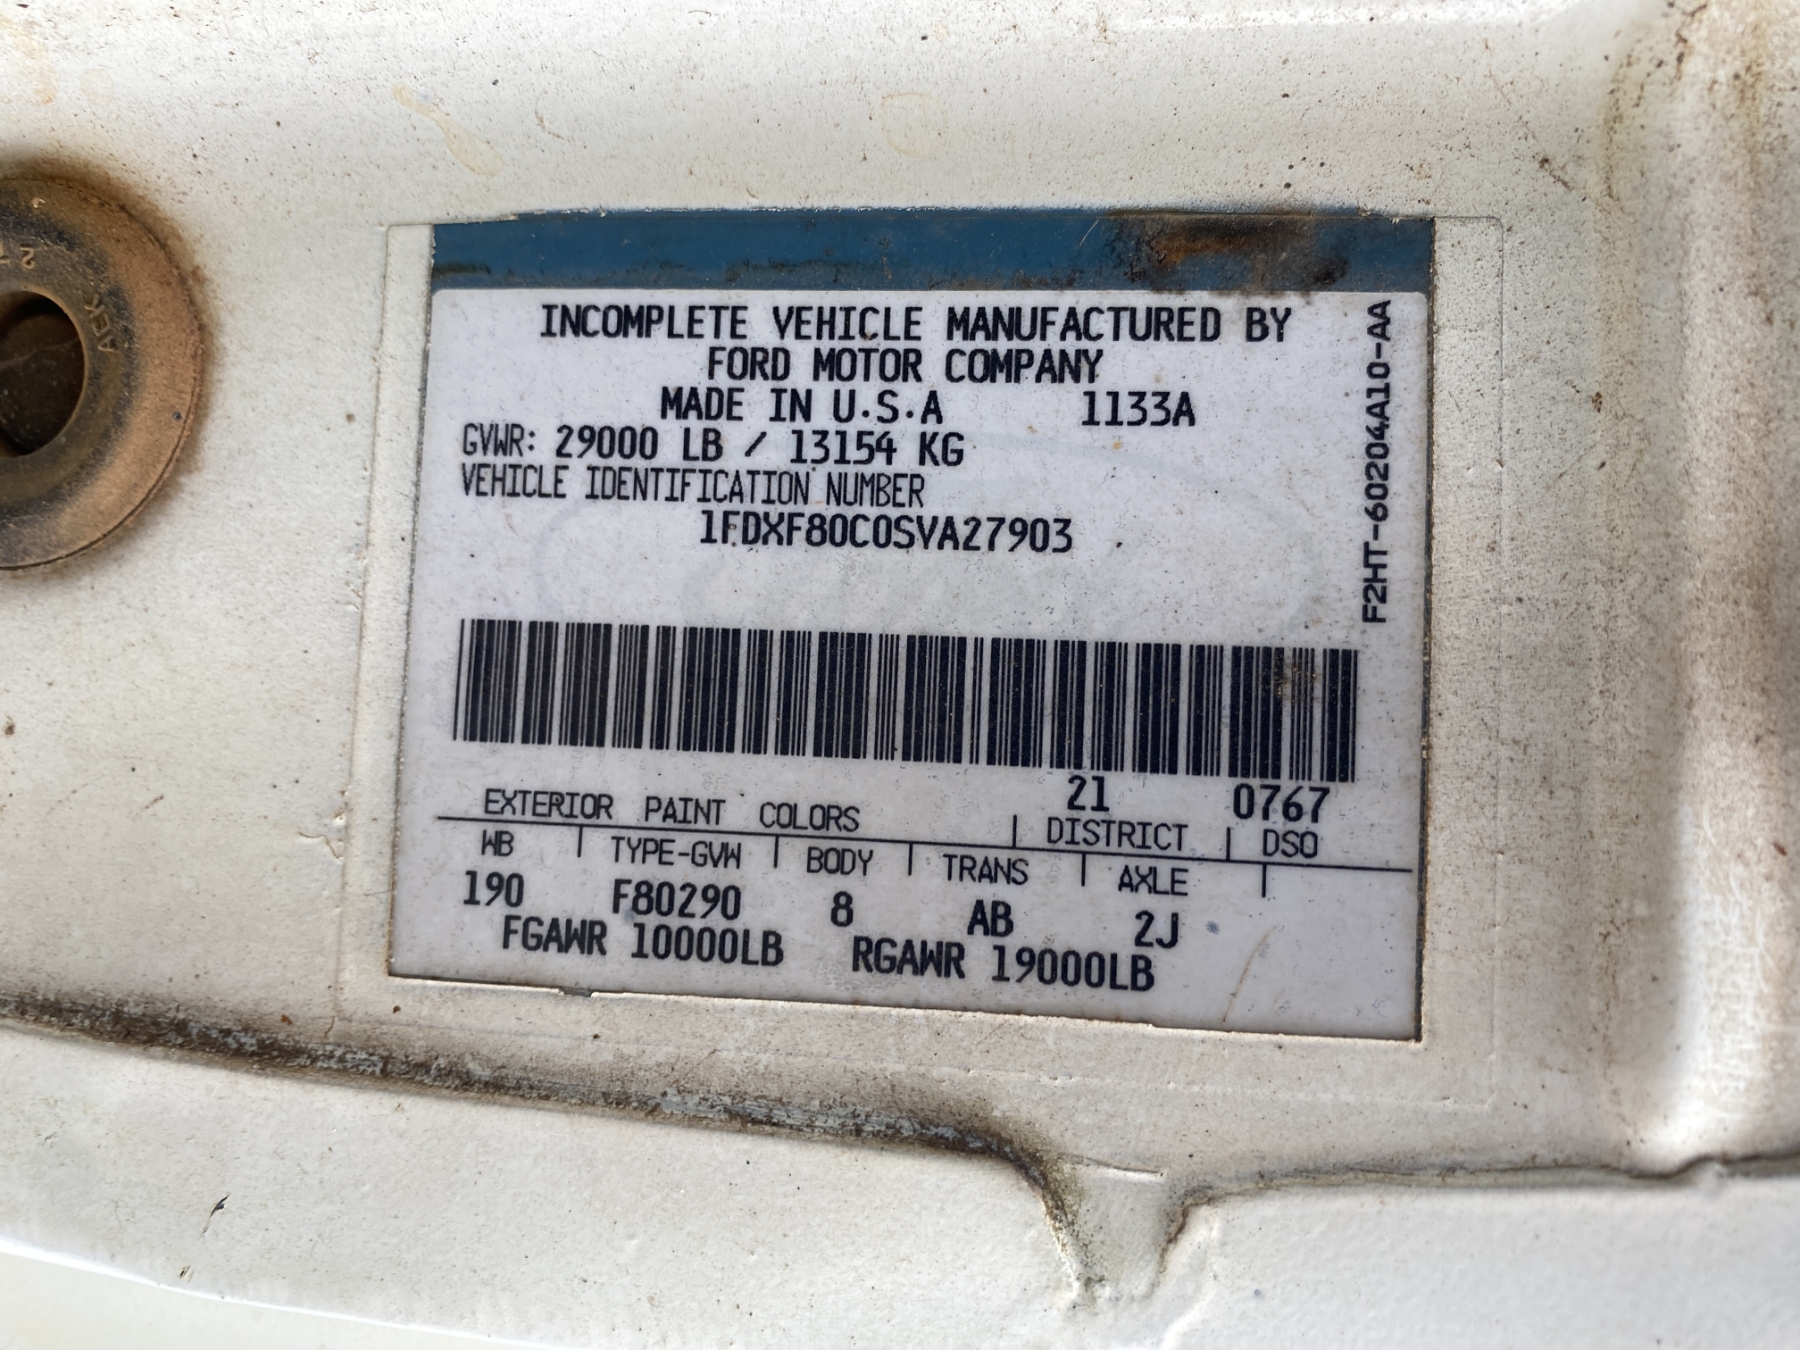 INCOMPLETE VEHICLE MANUFACTURED BY
FORD MOTOR COMPANY
MADE IN U.S.A 1133A
GVWR: 29000 LB / 13154 KG
VEHICLE IDENTIFICATION NUMBER
1FDXF80C0SVA27903
F2HT-60204A10-AA
21 0767
EXTERIOR PAINT COLORS DISTRICT DSO
WB TYPE-GVW BODY TRANS AXLE
190 F80290 8 AB 2J
FGAWR 10000LB RGAWR 19000LB
AEK